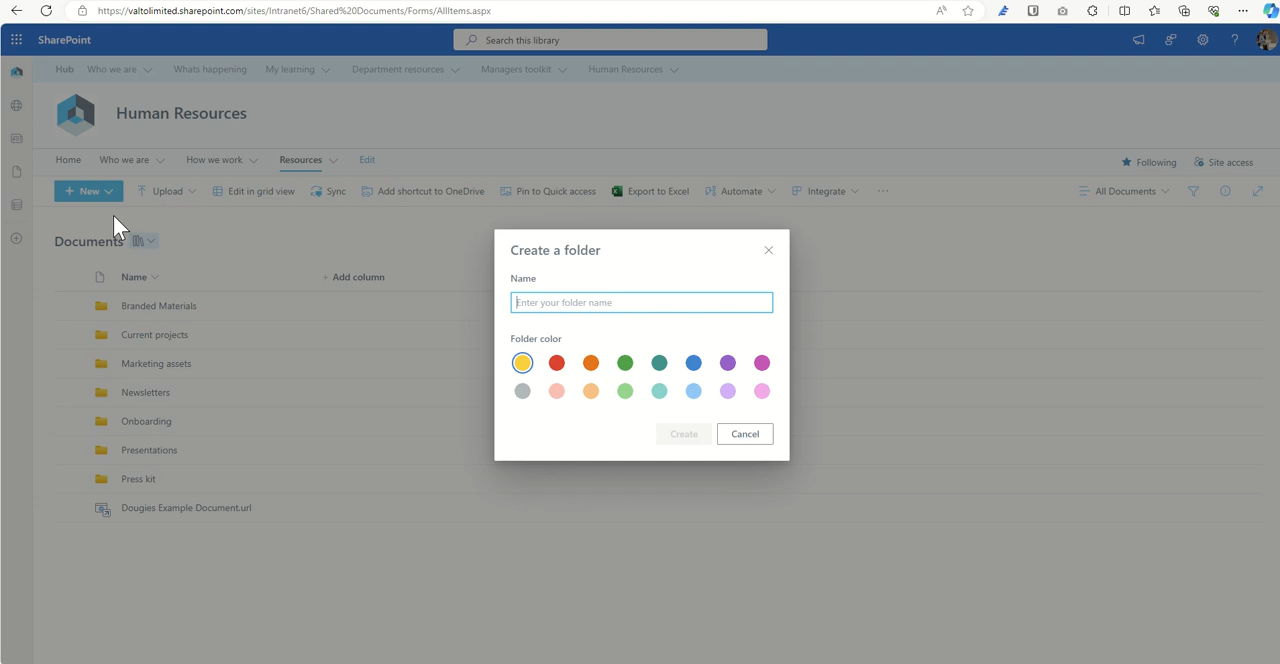 https://valtolimited.sharepoint.com/sites/Intranet6/Shared%20Documents/Forms/AllItems.aspx
SharePoint
Search this library
Hub Who we are Whats happening My learning Department resources Managers toolkit Human Resources
Human Resources
Home Who we are How we work Resources Edit
Following Site access
+ New Upload Edit in grid view Sync Add shortcut to OneDrive Pin to Quick access Export to Excel Automate Integrate ... All Documents
Documents
Name + Add column
Branded Materials
Current projects
Marketing assets
Newsletters
Onboarding
Presentations
Press kit
Dougies Example Document.url
Create a folder
Name
Enter your folder name
Folder color
Create Cancel